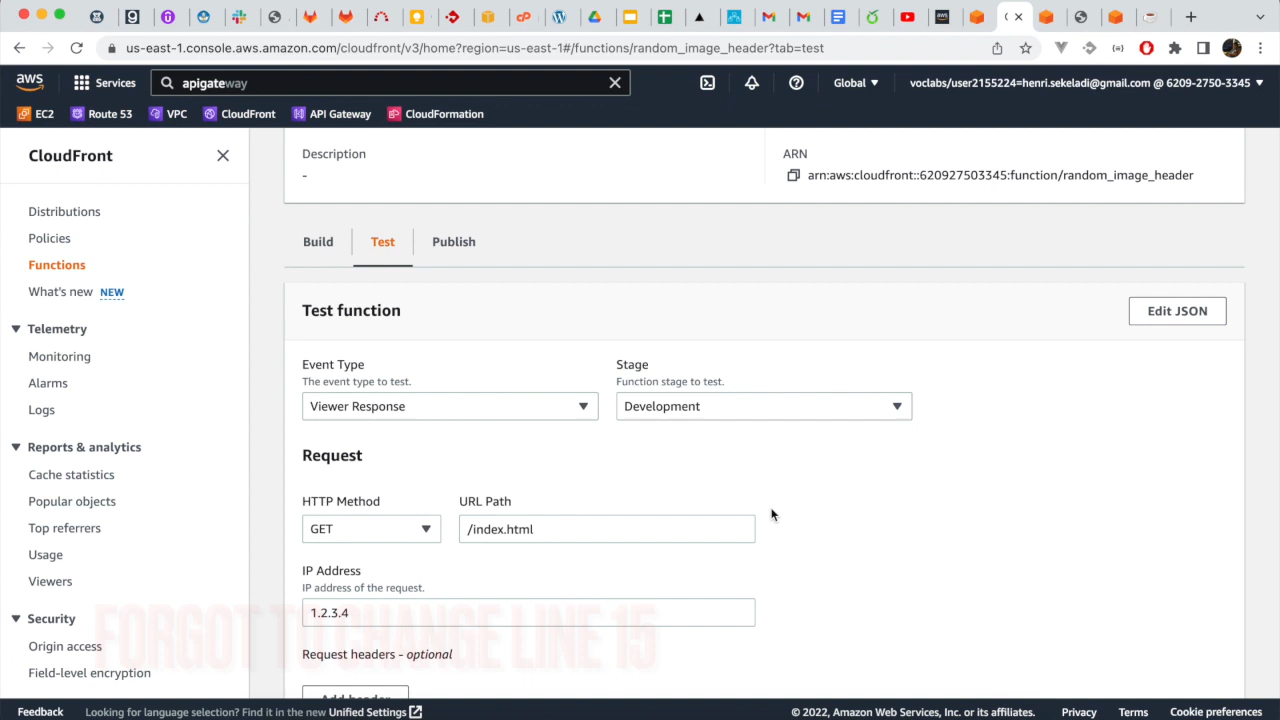 us-east-1.console.aws.amazon.com/cloudfront/v3/home?region=us-east-1#/functions/random_image_header?tab=test
aws
Services
apigateway
Global
voclabs/user2155224=henri.sekeladi@gmail.com @ 6209-2750-3345
EC2
Route 53
VPC
CloudFront
API Gateway
CloudFormation
CloudFront
Distributions
Policies
Functions
What's new NEW
Telemetry
Monitoring
Alarms
Logs
Reports & analytics
Cache statistics
Popular objects
Top referrers
Usage
Viewers
Security
Origin access
Field-level encryption
Description
-
ARN
arn:aws:cloudfront::620927503345:function/random_image_header
Build
Test
Publish
Test function
Edit JSON
Event Type
The event type to test.
Viewer Response
Stage
Function stage to test.
Development
Request
HTTP Method
GET
URL Path
/index.html
IP Address
IP address of the request.
1.2.3.4
FORGOT TO CHANGE LINE 15
Request headers - optional
Add header
Feedback
Looking for language selection? Find it in the new Unified Settings
© 2022, Amazon Web Services, Inc. or its affiliates.
Privacy
Terms
Cookie preferences